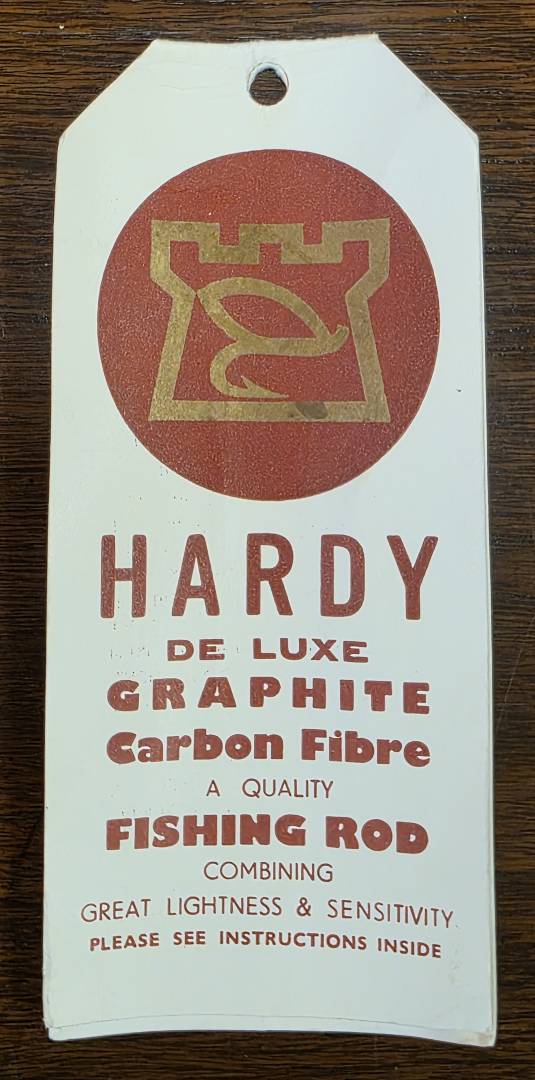 HARDY
DE LUXE
GRAPHITE
Carbon Fibre
A QUALITY
FISHING ROD
COMBINING
GREAT LIGHTNESS & SENSITIVITY
PLEASE SEE INSTRUCTIONS INSIDE